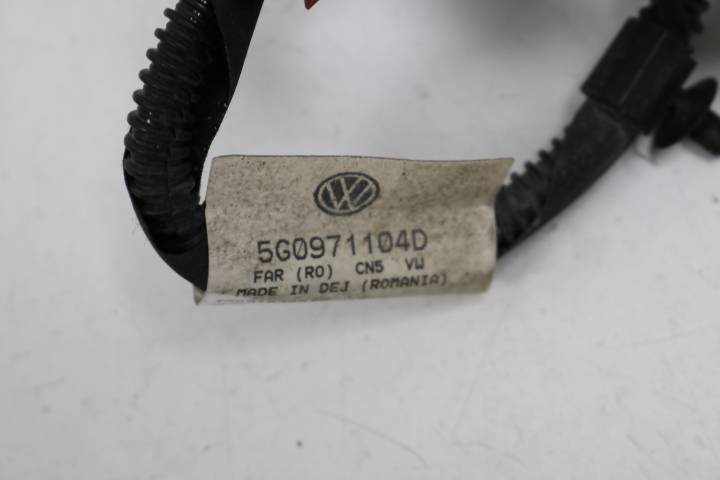 5G0971104D
FAR (RO) CN5 VW
MADE IN DEJ (ROMANIA)